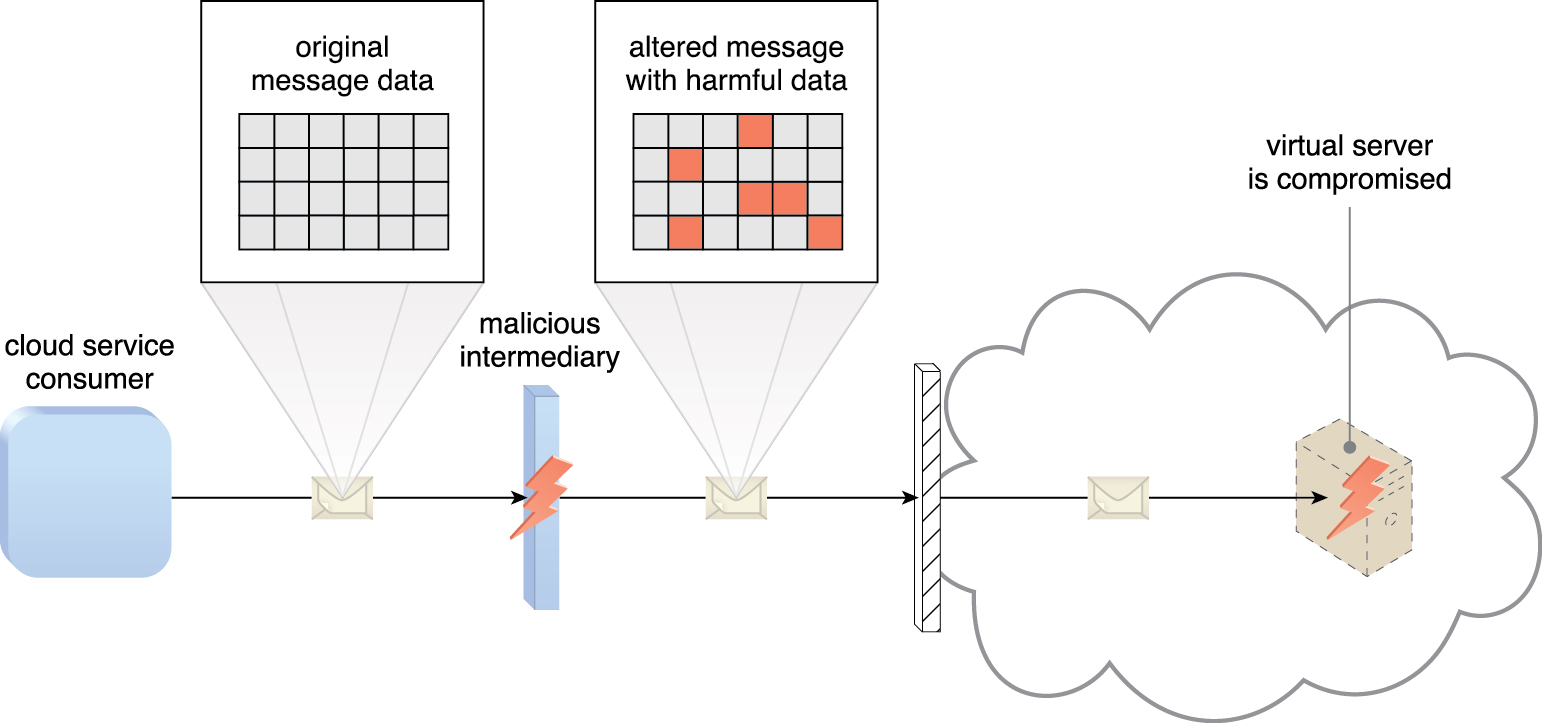 original
message data
altered message
with harmful data
virtual server
is compromised
malicious
intermediary
cloud service
consumer